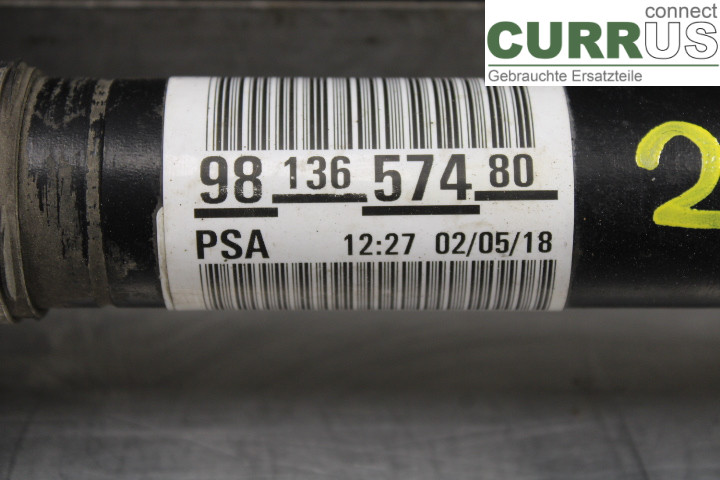 connect
CURRUS
Gebrauchte Ersatzteile
98 136 574 80
PSA 12:27 02/05/18
2